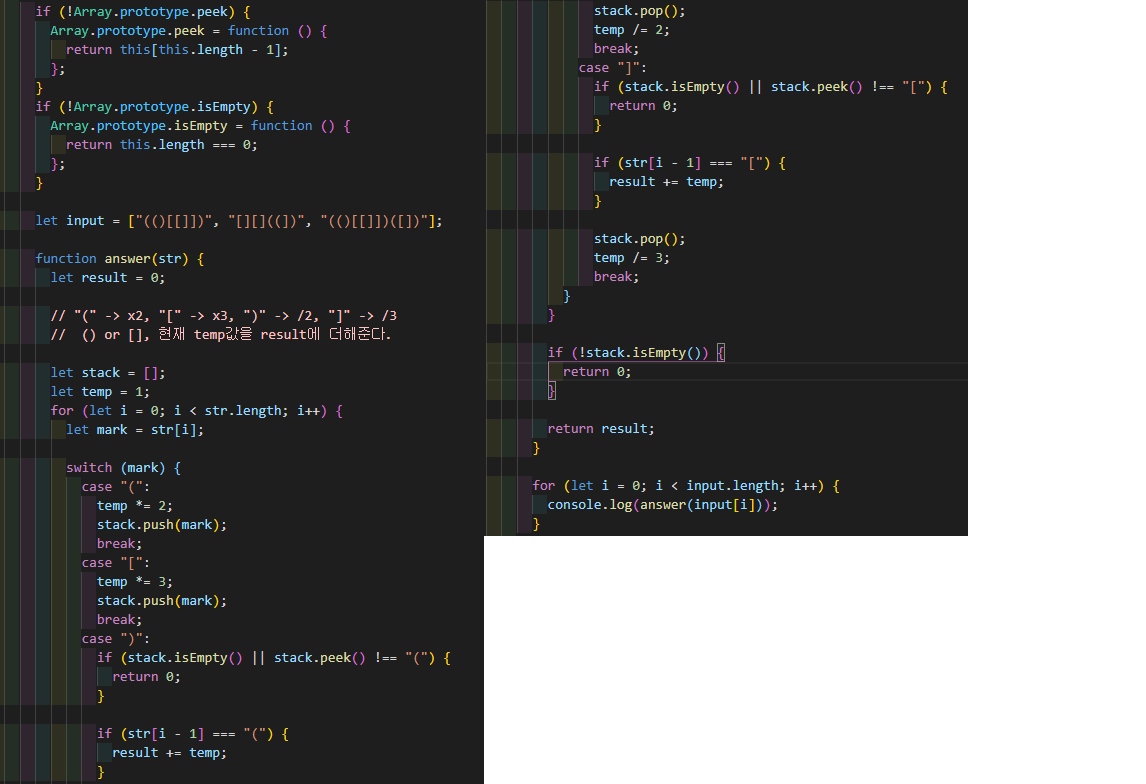 if (!Array.prototype.peek) {
Array.prototype.peek = function () {
return this[this.length - 1];
};
}
if (!Array.prototype.isEmpty) {
Array.prototype.isEmpty = function () {
return this.length === 0;
};
}
let input = ["(()[[]])", "[][]((])", "(()[[]])([])"];
function answer(str) {
let result = 0;
// "(" -> x2, "[" -> x3, ")" -> /2, "]" -> /3
//  () or [], 현재 temp값을 result에 더해준다.
let stack = [];
let temp = 1;
for (let i = 0; i < str.length; i++) {
let mark = str[i];
switch (mark) {
case "(":
temp *= 2;
stack.push(mark);
break;
case "[":
temp *= 3;
stack.push(mark);
break;
case ")":
if (stack.isEmpty() || stack.peek() !== "(") {
return 0;
}
if (str[i - 1] === "(") {
result += temp;
}
stack.pop();
temp /= 2;
break;
case "]":
if (stack.isEmpty() || stack.peek() !== "[") {
return 0;
}
if (str[i - 1] === "[") {
result += temp;
}
stack.pop();
temp /= 3;
break;
}
}
if (!stack.isEmpty()) {
return 0;
}
return result;
}
for (let i = 0; i < input.length; i++) {
console.log(answer(input[i]));
}